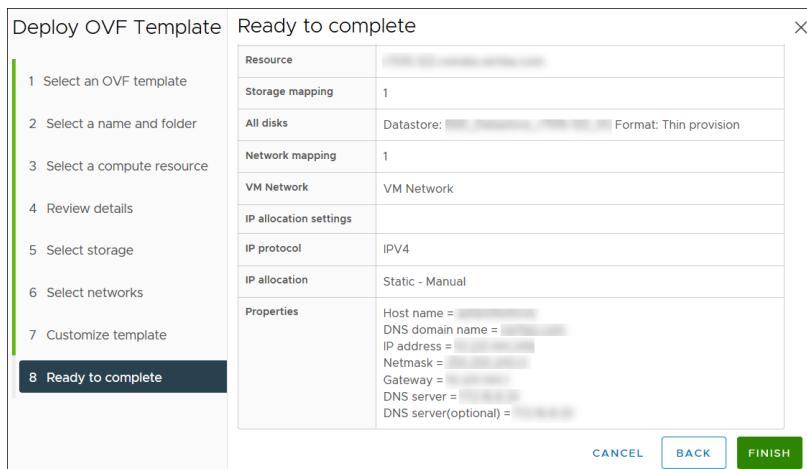 Deploy OVF Template
1 Select an OVF template
2 Select a name and folder
3 Select a compute resource
4 Review details
5 Select storage
6 Select networks
7 Customize template
8 Ready to complete
Ready to complete
Resource
Storage mapping 1
All disks Datastore: Format: Thin provision
Network mapping 1
VM Network VM Network
IP allocation settings
IP protocol IPV4
IP allocation Static - Manual
Properties Host name =
DNS domain name =
IP address =
Netmask =
Gateway =
DNS server =
DNS server(optional) =
CANCEL BACK FINISH